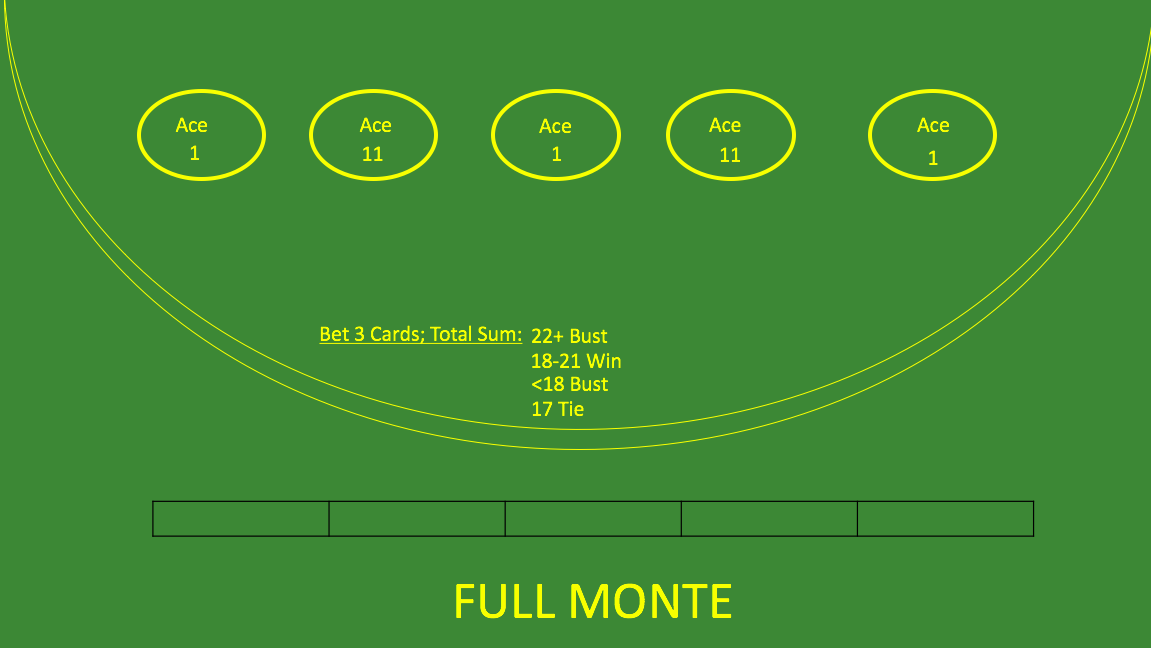 Ace Ace Ace Ace Ace
1 11 1 11 1
Bet 3 Cards; Total Sum: 22+ Bust
18-21 Win
<18 Bust
17 Tie
FULL MONTE